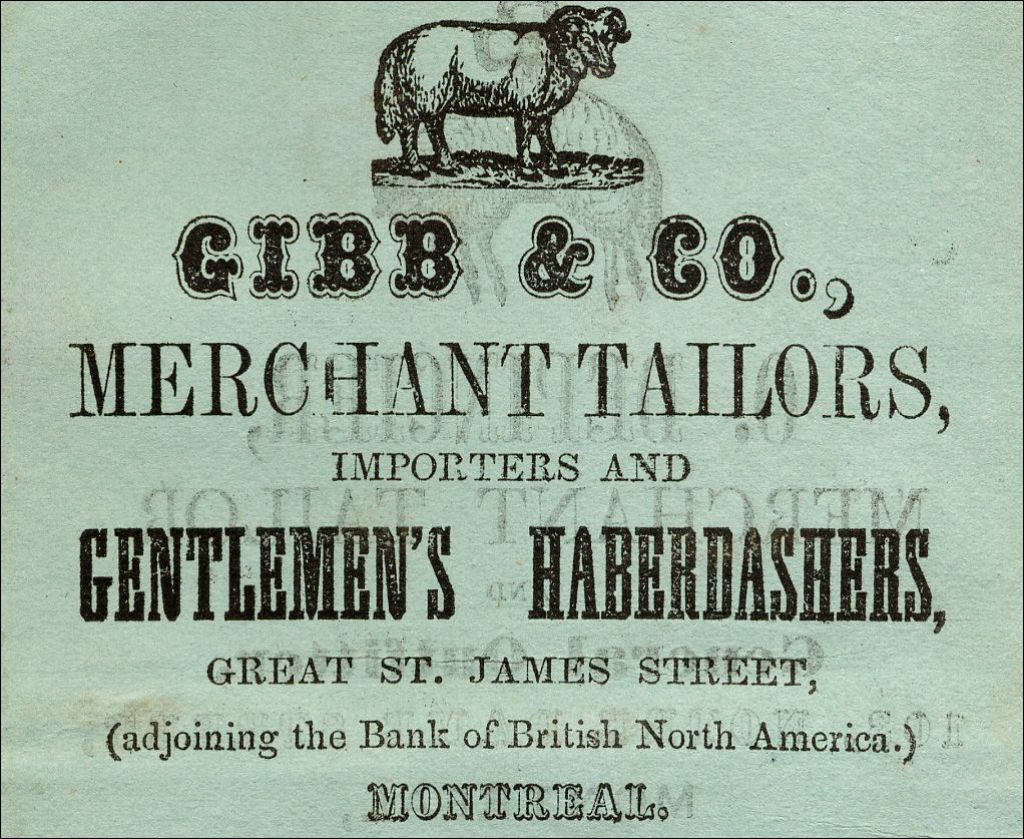 GIBB & CO.,
MERCHANT TAILORS,
IMPORTERS AND
GENTLEMEN'S HABERDASHERS,
GREAT ST. JAMES STREET,
(adjoining the Bank of British North America.)
MONTREAL.